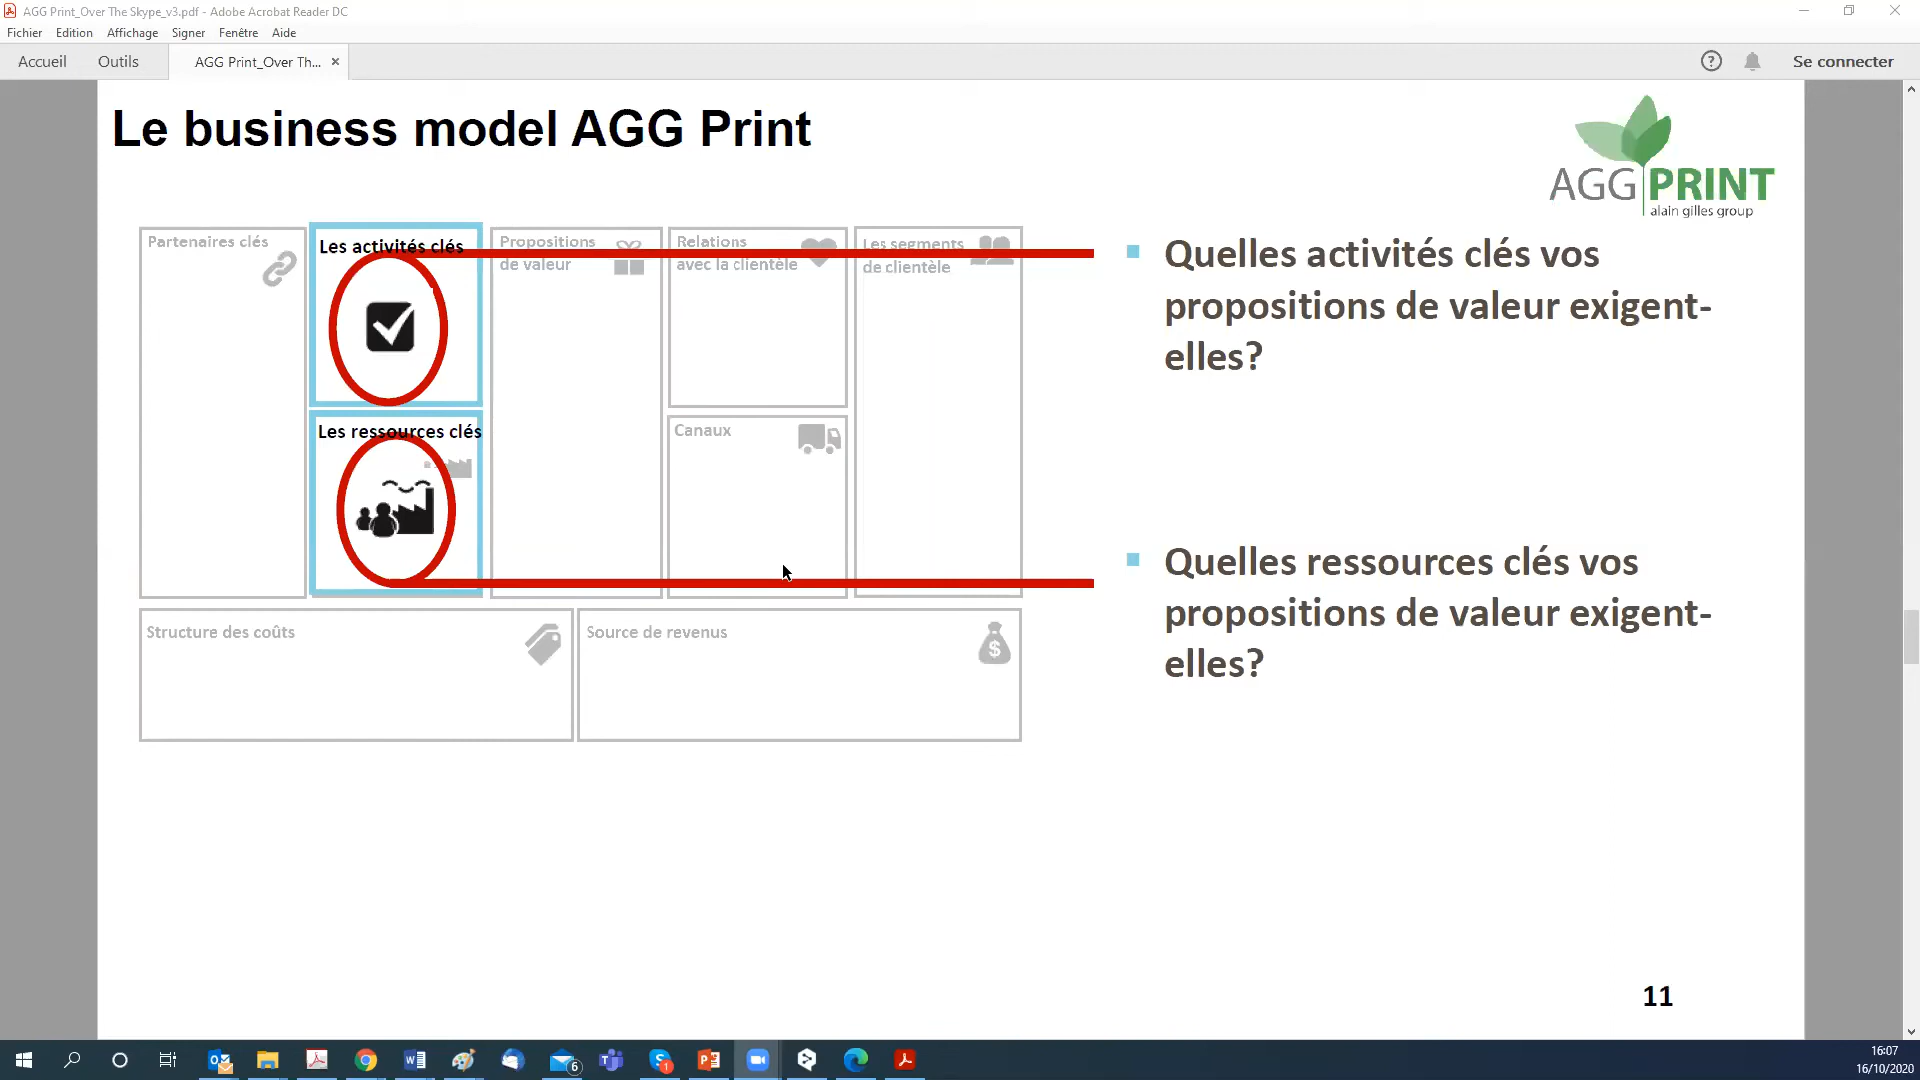 AGG Print_Over The Skype_v3.pdf - Adobe Acrobat Reader DC
Fichier Edition Affichage Signer Fenêtre Aide
Accueil Outils AGG Print_Over Th... × Se connecter
Le business model AGG Print
AGG PRINT
alain gilles group
Partenaires clés
Les activités clés
Propositions
de valeur
Relations
avec la clientèle
Les segments
de clientèle
Les ressources clés
Canaux
Structure des coûts
Source de revenus
Quelles activités clés vos
propositions de valeur exigent-
elles?
Quelles ressources clés vos
propositions de valeur exigent-
elles?
11
16:07
16/10/2020